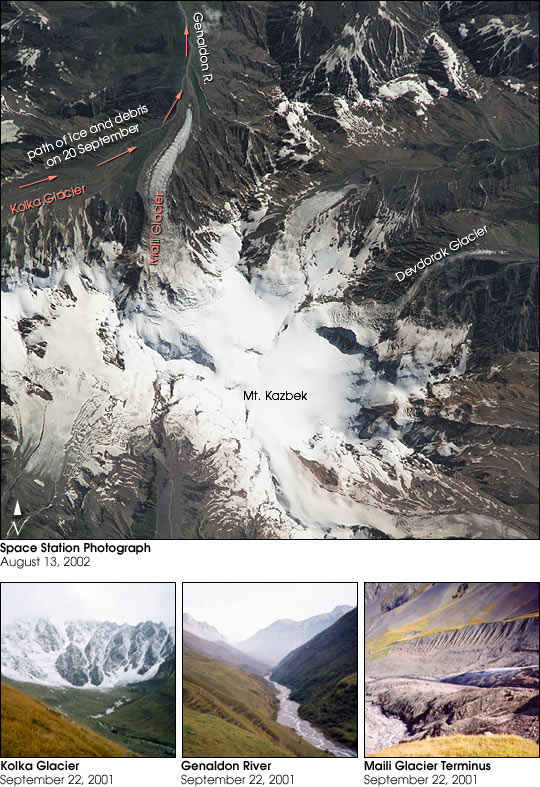 Genaldon R.
path of ice and debris
on 20 September
Kolka Glacier
Maili Glacier
Devdorak Glacier
Mt. Kazbek
N
Space Station Photograph
August 13, 2002
Kolka Glacier
September 22, 2001
Genaldon River
September 22, 2001
Maili Glacier Terminus
September 22, 2001